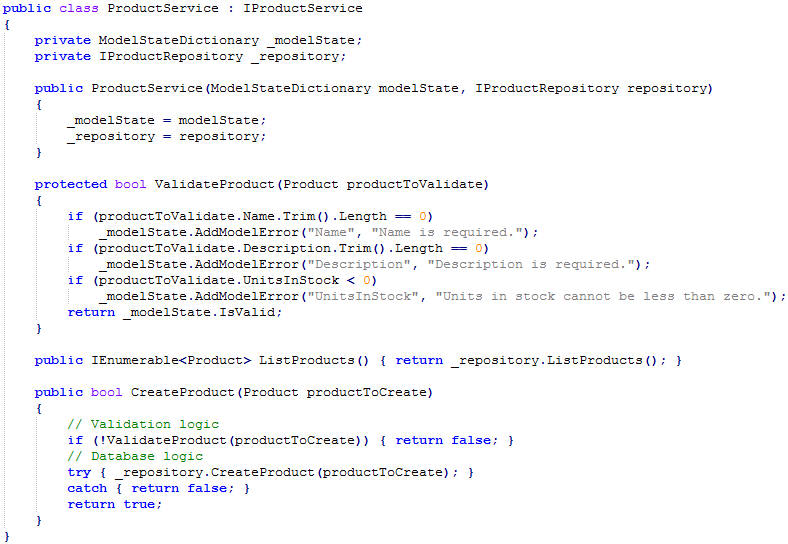 public class ProductService : IProductService
{
    private ModelStateDictionary _modelState;
    private IProductRepository _repository;

    public ProductService(ModelStateDictionary modelState, IProductRepository repository)
    {
        _modelState = modelState;
        _repository = repository;
    }

    protected bool ValidateProduct(Product productToValidate)
    {
        if (productToValidate.Name.Trim().Length == 0)
            _modelState.AddModelError("Name", "Name is required.");
        if (productToValidate.Description.Trim().Length == 0)
            _modelState.AddModelError("Description", "Description is required.");
        if (productToValidate.UnitsInStock < 0)
            _modelState.AddModelError("UnitsInStock", "Units in stock cannot be less than zero.");
        return _modelState.IsValid;
    }

    public IEnumerable<Product> ListProducts() { return _repository.ListProducts(); }

    public bool CreateProduct(Product productToCreate)
    {
        // Validation logic
        if (!ValidateProduct(productToCreate)) { return false; }
        // Database logic
        try { _repository.CreateProduct(productToCreate); }
        catch { return false; }
        return true;
    }
}